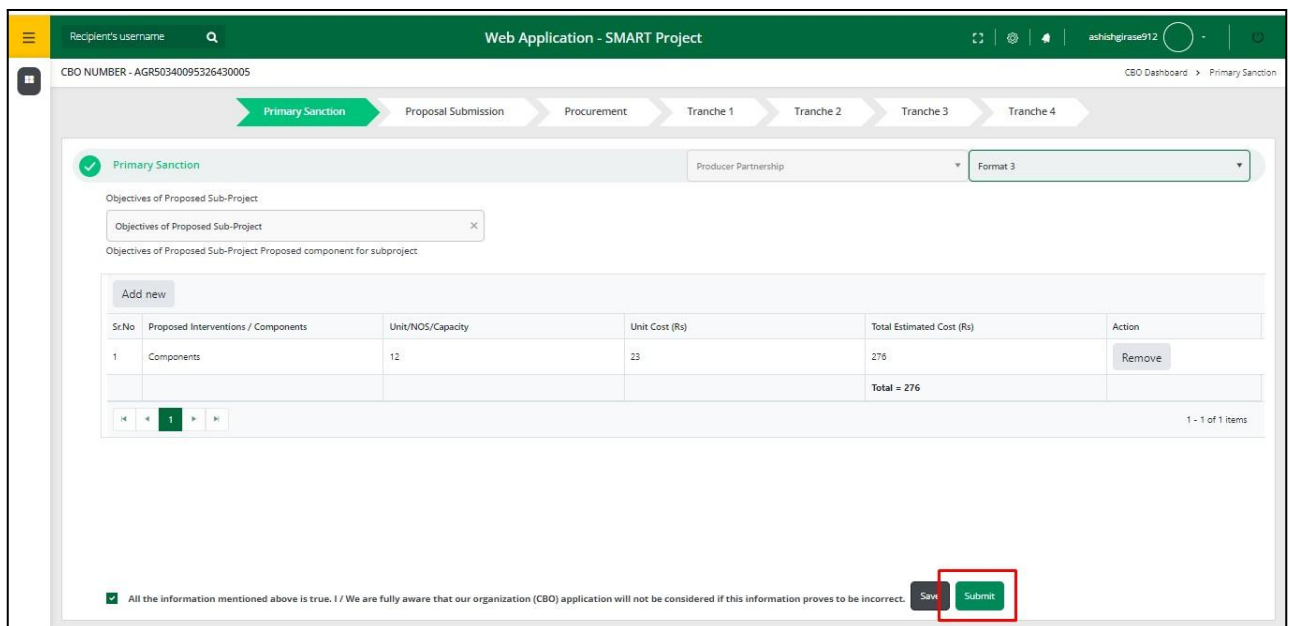 Recipient's username
Web Application - SMART Project
ashishgirase912
CBO NUMBER - AGR50340095326430005
CBO Dashboard > Primary Sanction
Primary Sanction Proposal Submission Procurement Tranche 1 Tranche 2 Tranche 3 Tranche 4
Primary Sanction Producer Partnership Format 3
Objectives of Proposed Sub-Project
Objectives of Proposed Sub-Project
Objectives of Proposed Sub-Project Proposed component for subproject
Add new
Sr.No Proposed Interventions / Components Unit/NOS/Capacity Unit Cost (Rs) Total Estimated Cost (Rs) Action
1 Components 12 23 276 Remove
Total = 276
1 1 - 1 of 1 items
All the information mentioned above is true. I / We are fully aware that our organization (CBO) application will not be considered if this information proves to be incorrect. Save Submit